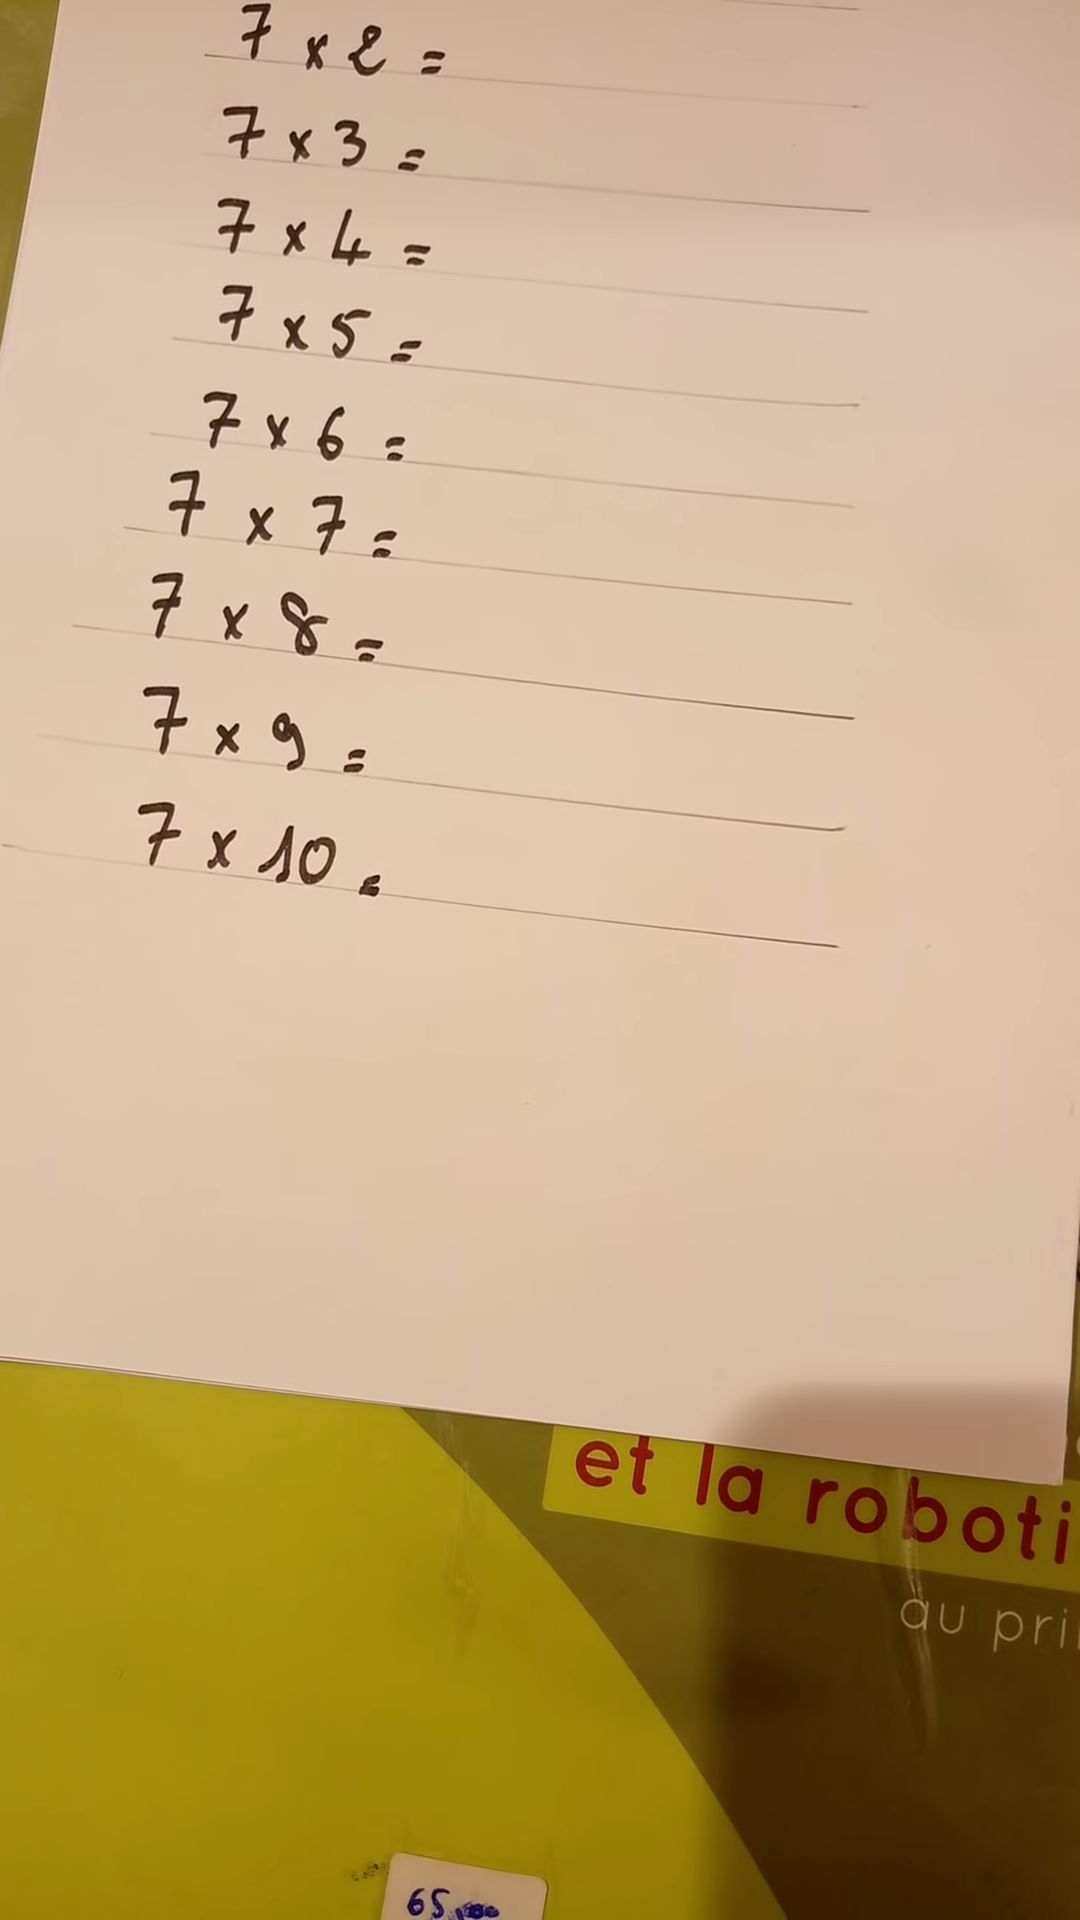 7 x 2 =
7 x 3 =
7 x 4 =
7 x 5 =
7 x 6 =
7 x 7 =
7 x 8 =
7 x 9 =
7 x 10 =
et la roboti
au pri
65